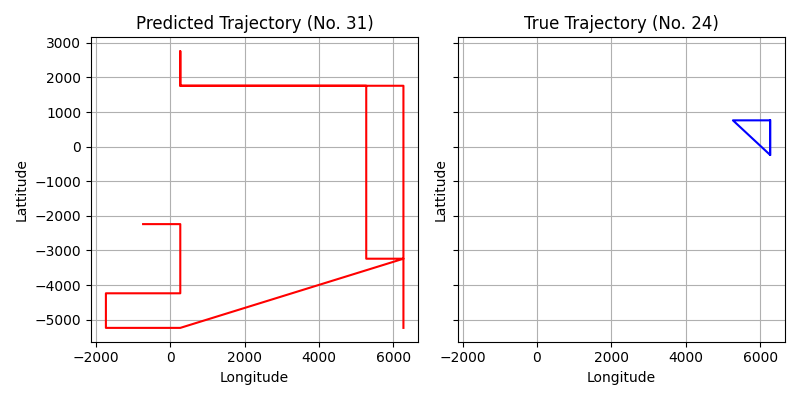 Predicted Trajectory (No. 31)
True Trajectory (No. 24)
3000
2000
1000
0
−1000
−2000
−3000
−4000
−5000
Lattitude
Lattitude
−2000 0 2000 4000 6000
−2000 0 2000 4000 6000
Longitude
Longitude